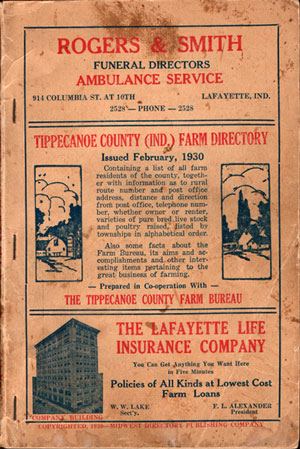 ROGERS & SMITH
FUNERAL DIRECTORS
AMBULANCE SERVICE
914 COLUMBIA ST. AT 10TH LAFAYETTE, IND.
2528 — PHONE — 2528
TIPPECANOE COUNTY (IND.) FARM DIRECTORY
Issued February, 1930
Containing a list of all farm
residents of the county, togeth-
er with information as to rural
route number and post office
address, distance and direction
from post office, telephone num-
ber, whether owner or renter,
varieties of pure bred live stock
and poultry raised, listed by
townships in alphabetical order.
Also some facts about the
Farm Bureau, its aims and ac-
complishments and other inter-
esting items pertaining to the
great business of farming.
— Prepared in Co-operation With —
THE TIPPECANOE COUNTY FARM BUREAU
THE LAFAYETTE LIFE
INSURANCE COMPANY
You Can Get Anything You Want Here
in Five Minutes
Policies of All Kinds at Lowest Cost
Farm Loans
W. W. LAKE F. L. ALEXANDER
Sect'y. President
COMPANY BUILDING
COPYRIGHTED, 1930—MIDWEST DIRECTORY PUBLISHING COMPANY